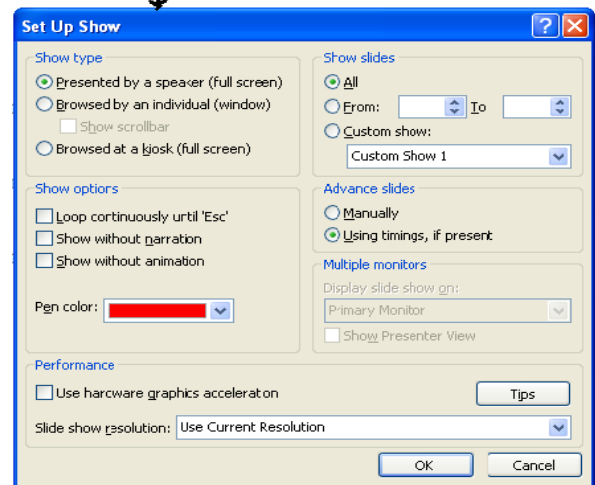 Set Up Show
Show type
Presented by a speaker (full screen)
Browsed by an individual (window)
Show scrollbar
Browsed at a kiosk (full screen)
Show slides
All
From: To
Custom show:
Custom Show 1
Show options
Loop continuously until 'Esc'
Show without narration
Show without animation
Pen color:
Advance slides
Manually
Using timings, if present
Multiple monitors
Display slide show on:
Primary Monitor
Show Presenter View
Performance
Use hardware graphics acceleration
Tips
Slide show resolution: Use Current Resolution
OK Cancel